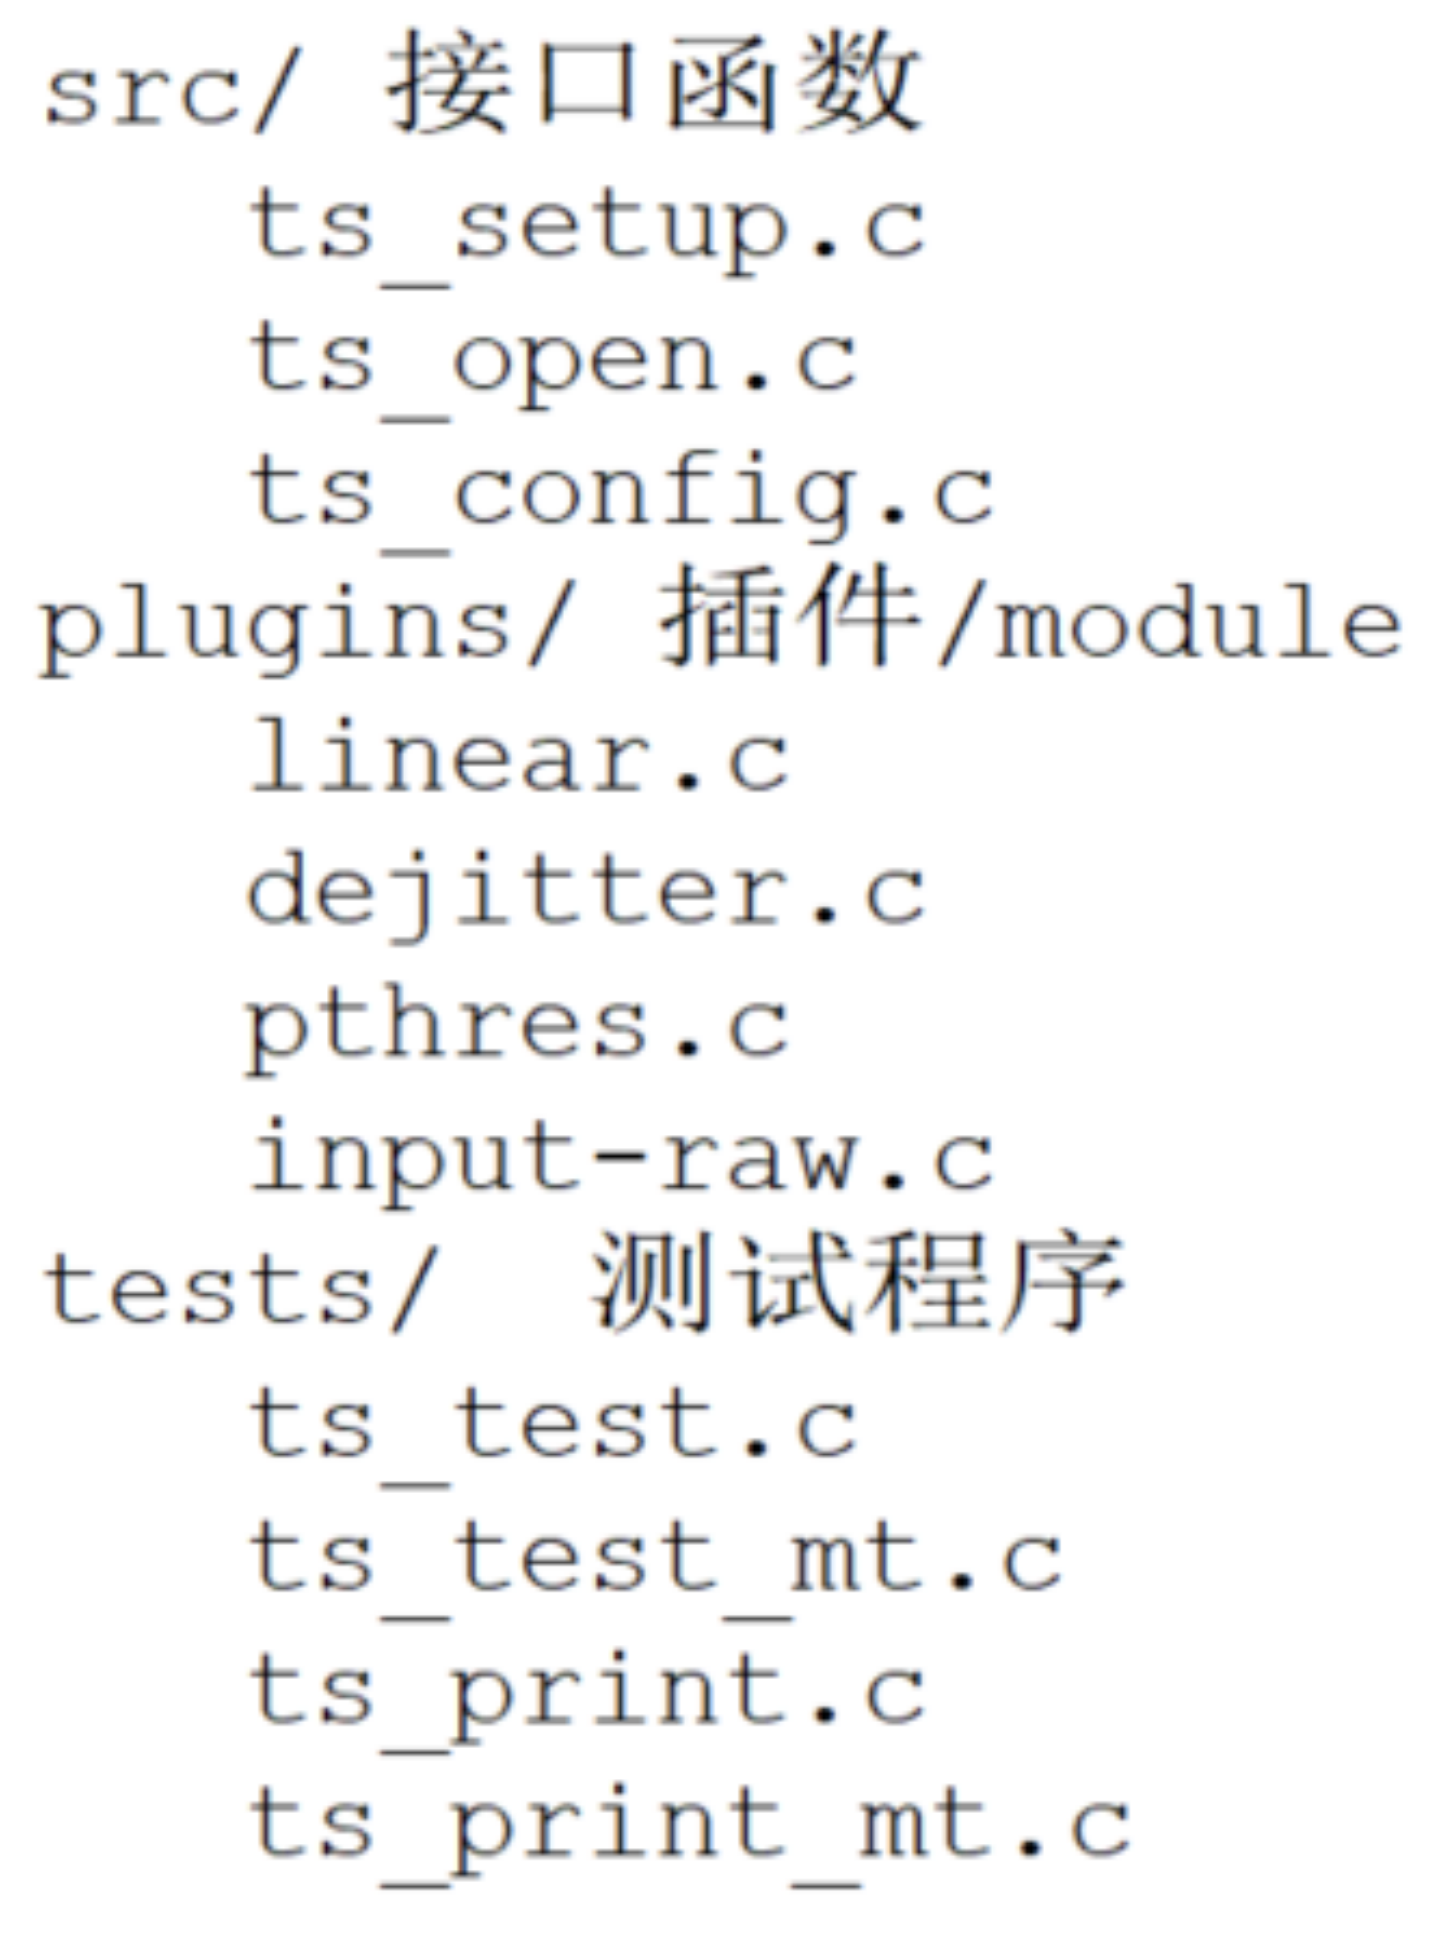 src/ 接口函数
ts_setup.c
ts_open.c
ts_config.c
plugins/ 插件/module
linear.c
dejitter.c
pthres.c
input-raw.c
tests/ 测试程序
ts_test.c
ts_test_mt.c
ts_print.c
ts_print_mt.c